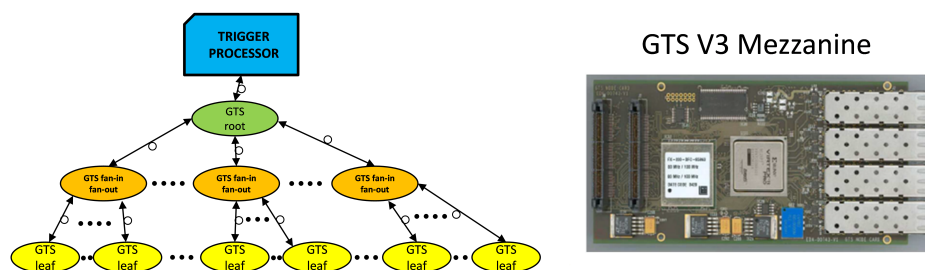 TRIGGER
PROCESSOR
GTS V3 Mezzanine
GTS
root
GTS fan-in
fan-out
GTS fan-in
fan-out
GTS fan-in
fan-out
GTS
leaf
GTS
leaf
GTS
leaf
GTS
leaf
GTS
leaf
GTS
leaf